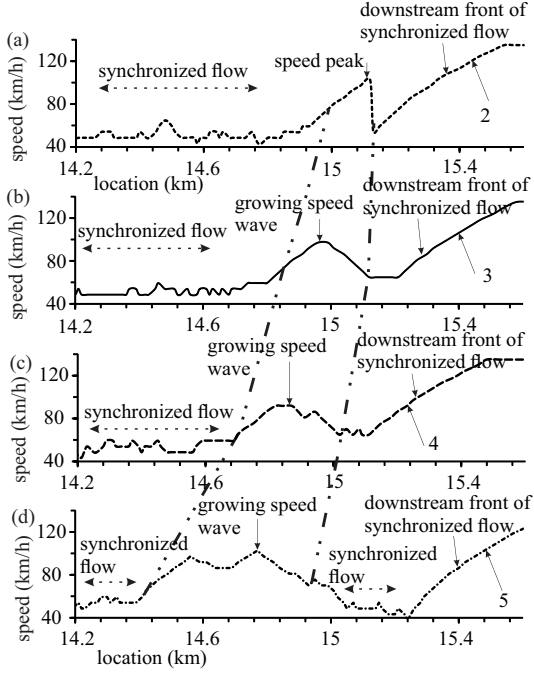 (a)
downstream front of
synchronized flow
speed (km/h)
120
80
40
synchronized flow
speed peak
2
14.2
14.6
15
15.4
location (km)
(b)
speed (km/h)
120
80
40
synchronized flow
growing speed
wave
downstream front of
synchronized flow
3
14.2
14.6
15
15.4
(c)
speed (km/h)
120
80
40
synchronized flow
growing speed
wave
downstream front of
synchronized flow
4
14.2
14.6
15
15.4
(d)
speed (km/h)
120
80
40
synchronized
flow
growing speed
wave
synchronized
flow
downstream front of
synchronized flow
5
14.2
14.6
15
15.4
location (km)